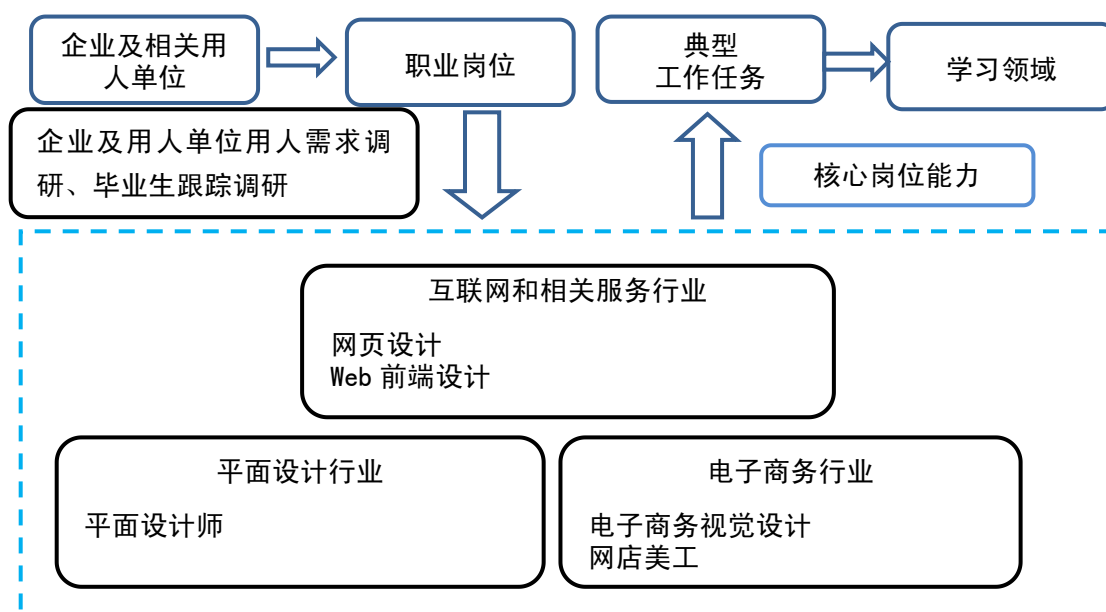 企业及相关用
人单位
职业岗位
典型
工作任务
学习领域
企业及用人单位用人需求调
研、毕业生跟踪调研
核心岗位能力
互联网和相关服务行业
网页设计
Web 前端设计
平面设计行业
平面设计师
电子商务行业
电子商务视觉设计
网店美工